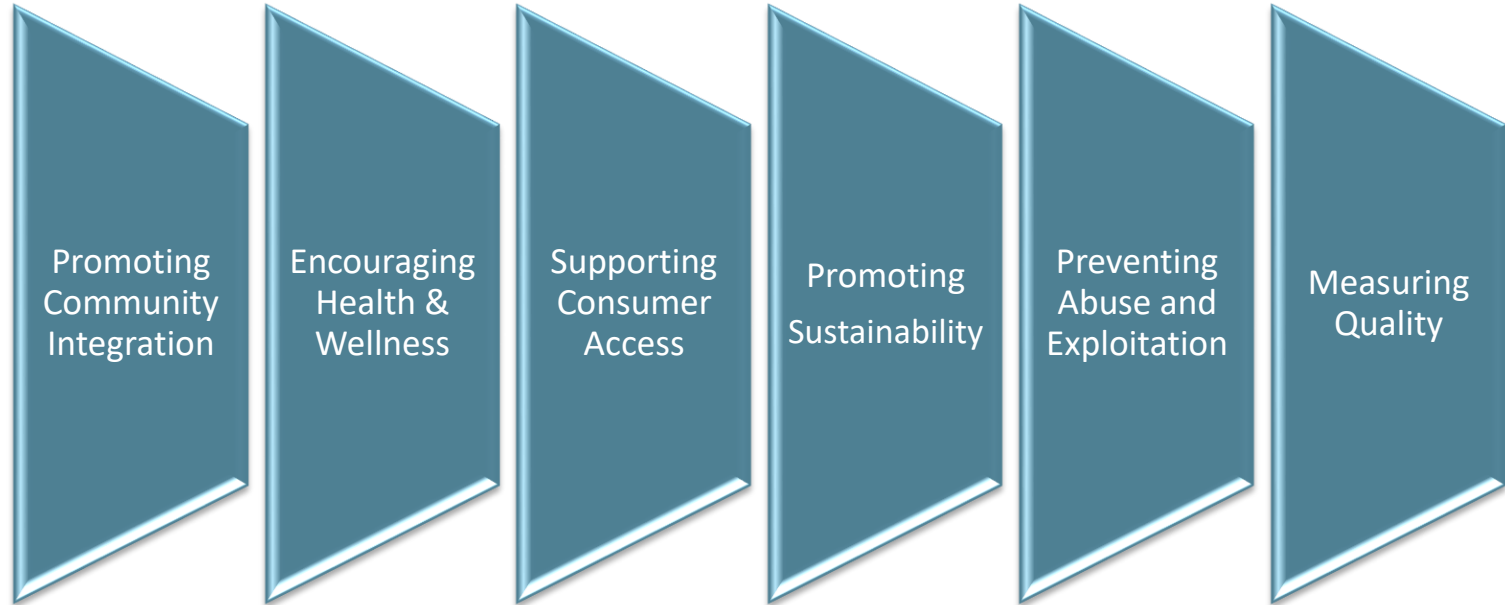 Promoting
Community
Integration
Encouraging
Health &
Wellness
Supporting
Consumer
Access
Promoting
Sustainability
Preventing
Abuse and
Exploitation
Measuring
Quality